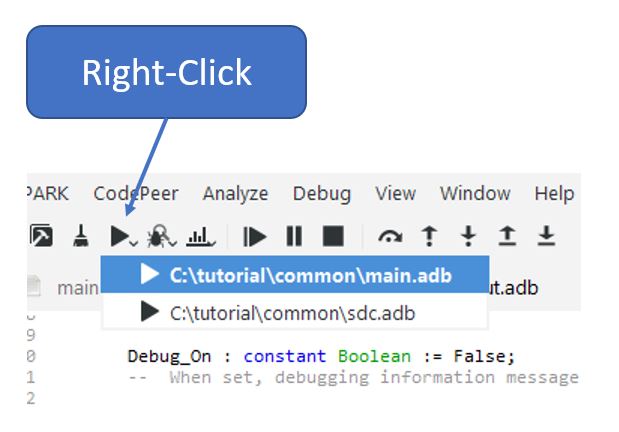 Right-Click
PARK CodePeer Analyze Debug View Window Help
C:\tutorial\common\main.adb
main ut.adb
C:\tutorial\common\sdc.adb
9
0 Debug_On : constant Boolean := False;
1 -- When set, debugging information message
2